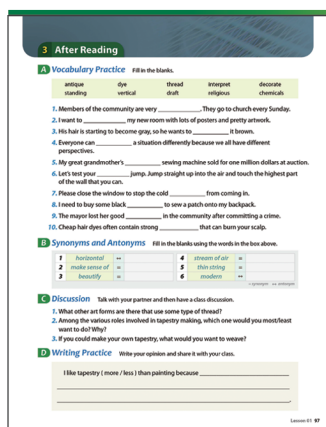 3 After Reading
A Vocabulary Practice Fill in the blanks.
antique dye thread interpret decorate
standing vertical draft religious chemicals
1. Members of the community are very ____________. They go to church every Sunday.
2. I want to ____________ my new room with lots of posters and pretty artwork.
3. His hair is starting to become gray, so he wants to __________ it brown.
4. Everyone can __________ a situation differently because we all have different
perspectives.
5. My great grandmother's __________ sewing machine sold for one million dollars at auction.
6. Let's test your __________ jump. Jump straight up into the air and touch the highest part
of the wall that you can.
7. Please close the window to stop the cold __________ from coming in.
8. I need to buy some black __________ to sew a patch onto my backpack.
9. The mayor lost her good __________ in the community after committing a crime.
10. Cheap hair dyes often contain strong ___________ that can burn your scalp.
B Synonyms and Antonyms Fill in the blanks using the words in the box above.
1 horizontal ↔ 4 stream of air =
2 make sense of = 5 thin string =
3 beautify = 6 modern ↔
= synonym ↔ antonym
C Discussion Talk with your partner and then have a class discussion.
1. What other art forms are there that use some type of thread?
2. Among the various roles involved in tapestry making, which one would you most/least
want to do? Why?
3. If you could make your own tapestry, what would you want to weave?
D Writing Practice Write your opinion and share it with your class.
I like tapestry ( more / less ) than painting because ______________________
____________________________________________________________
____________________________________________________________.
Lesson 61 97